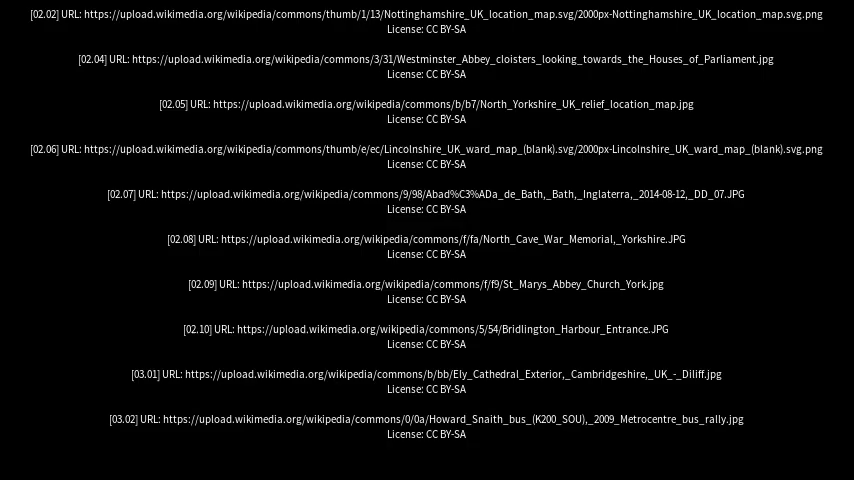 [02.02] URL: https://upload.wikimedia.org/wikipedia/commons/thumb/1/13/Nottinghamshire_UK_location_map.svg/2000px-Nottinghamshire_UK_location_map.svg.png
License: CC BY-SA
[02.04] URL: https://upload.wikimedia.org/wikipedia/commons/3/31/Westminster_Abbey_cloisters_looking_towards_the_Houses_of_Parliament.jpg
License: CC BY-SA
[02.05] URL: https://upload.wikimedia.org/wikipedia/commons/b/b7/North_Yorkshire_UK_relief_location_map.jpg
License: CC BY-SA
[02.06] URL: https://upload.wikimedia.org/wikipedia/commons/thumb/e/ec/Lincolnshire_UK_ward_map_(blank).svg/2000px-Lincolnshire_UK_ward_map_(blank).svg.png
License: CC BY-SA
[02.07] URL: https://upload.wikimedia.org/wikipedia/commons/9/98/Abad%C3%ADa_de_Bath,_Bath,_Inglaterra,_2014-08-12,_DD_07.JPG
License: CC BY-SA
[02.08] URL: https://upload.wikimedia.org/wikipedia/commons/f/fa/North_Cave_War_Memorial,_Yorkshire.JPG
License: CC BY-SA
[02.09] URL: https://upload.wikimedia.org/wikipedia/commons/f/f9/St_Marys_Abbey_Church_York.jpg
License: CC BY-SA
[02.10] URL: https://upload.wikimedia.org/wikipedia/commons/5/54/Bridlington_Harbour_Entrance.JPG
License: CC BY-SA
[03.01] URL: https://upload.wikimedia.org/wikipedia/commons/b/bb/Ely_Cathedral_Exterior,_Cambridgeshire,_UK_-_Diliff.jpg
License: CC BY-SA
[03.02] URL: https://upload.wikimedia.org/wikipedia/commons/0/0a/Howard_Snaith_bus_(K200_SOU),_2009_Metrocentre_bus_rally.jpg
License: CC BY-SA